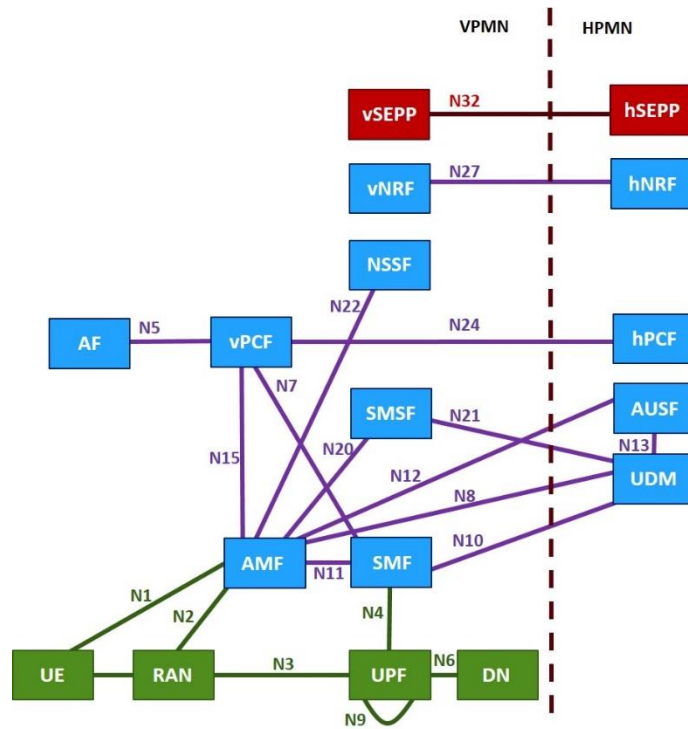 VPMN
HPMN
vSEPP
N32
hSEPP
vNRF
N27
hNRF
NSSF
N22
AF
N5
vPCF
N24
hPCF
N7
SMSF
N21
AUSF
N15
N20
N12
N13
N8
UDM
AMF
N11
SMF
N10
N1
N2
N4
UE
RAN
N3
UPF
N6
DN
N9